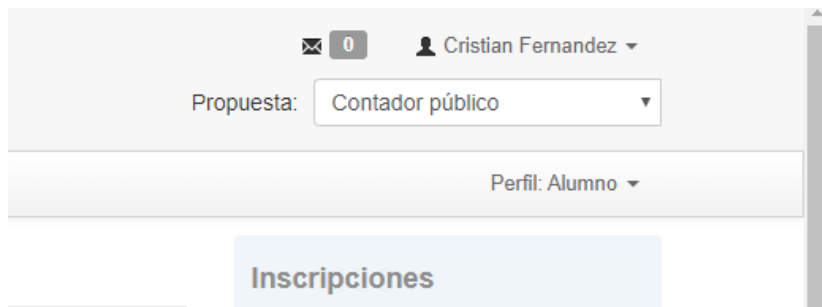 0 Cristian Fernandez
Propuesta: Contador público
Perfil: Alumno
Inscripciones